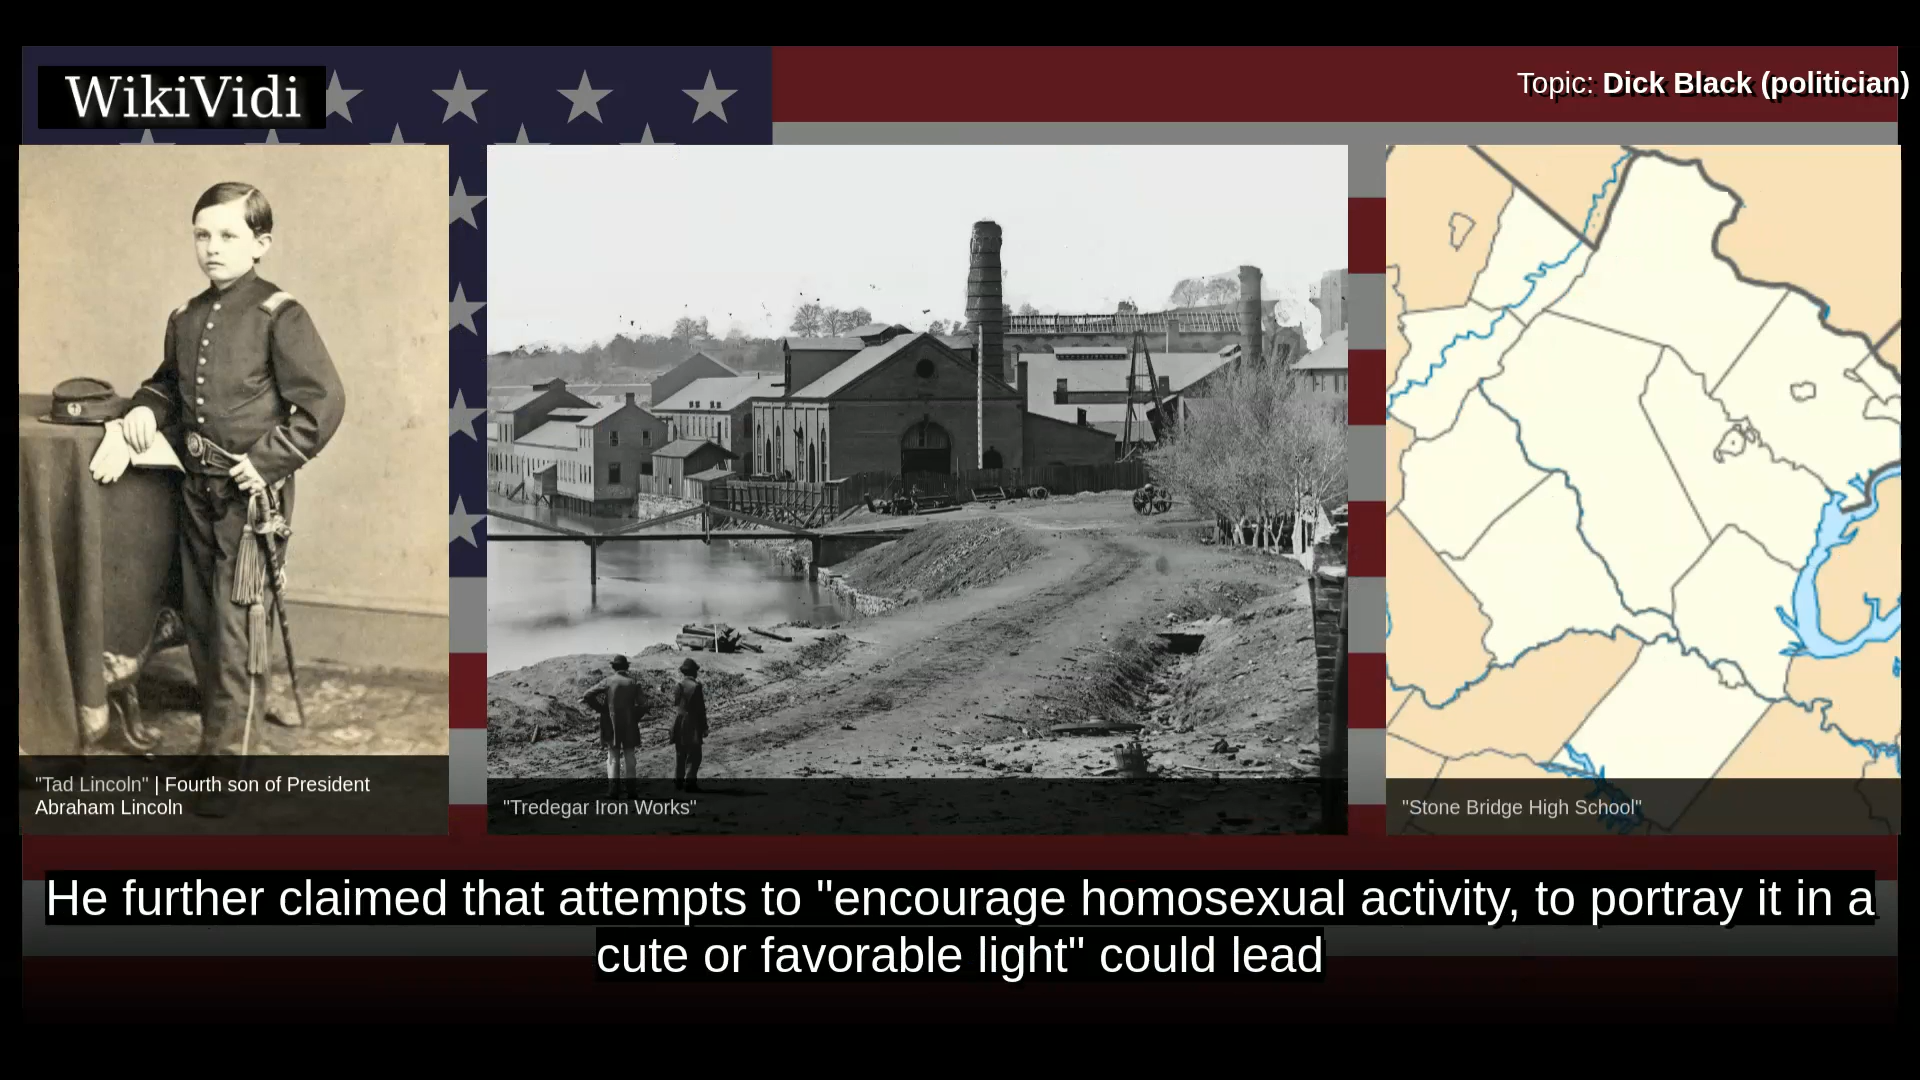 WikiVidi
Topic: Dick Black (politician)
"Tad Lincoln" | Fourth son of President
Abraham Lincoln
"Tredegar Iron Works"
"Stone Bridge High School"
He further claimed that attempts to "encourage homosexual activity, to portray it in a
cute or favorable light" could lead